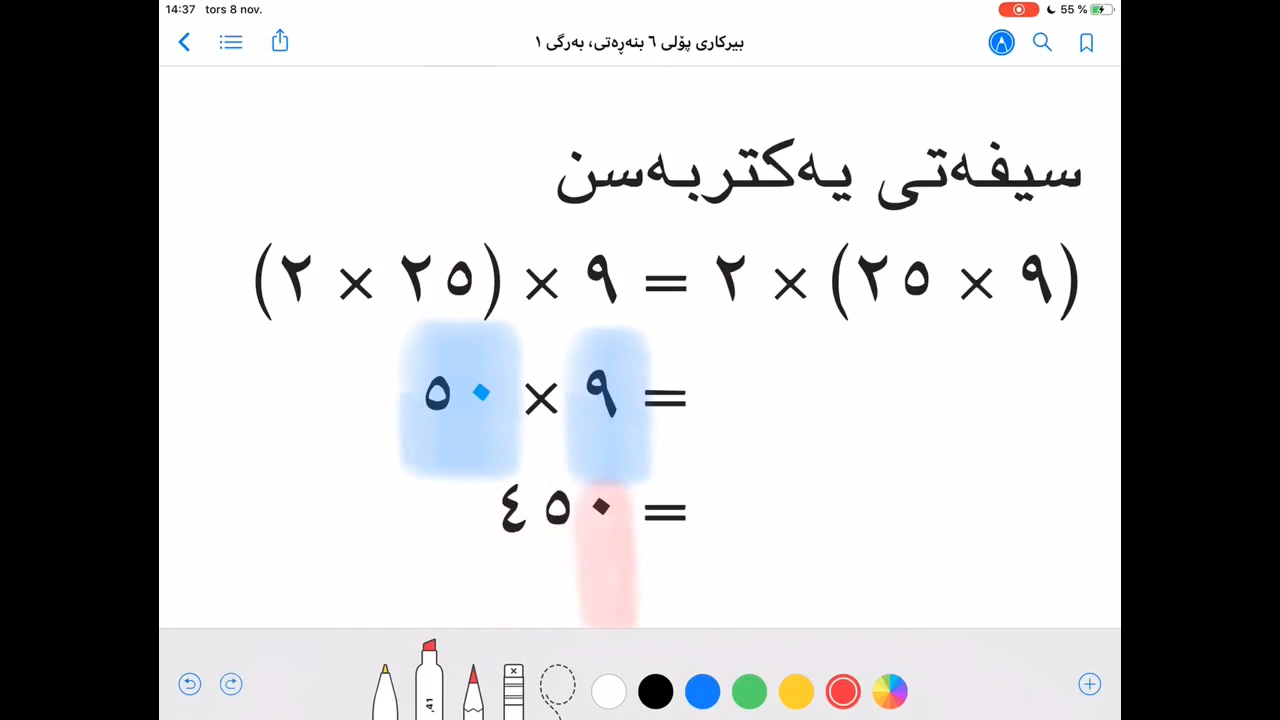 14:37 tors 8 nov. 55 %
بیرکاری پۆلی ٦ بنەڕەتی، بەرگی ١
سیفەتی یەکتربەسن
(٩ × ٢٥) × ٢ = ٩ × (٢٥ × ٢)
= ٩ × ٥٠
= ٤٥٠
41